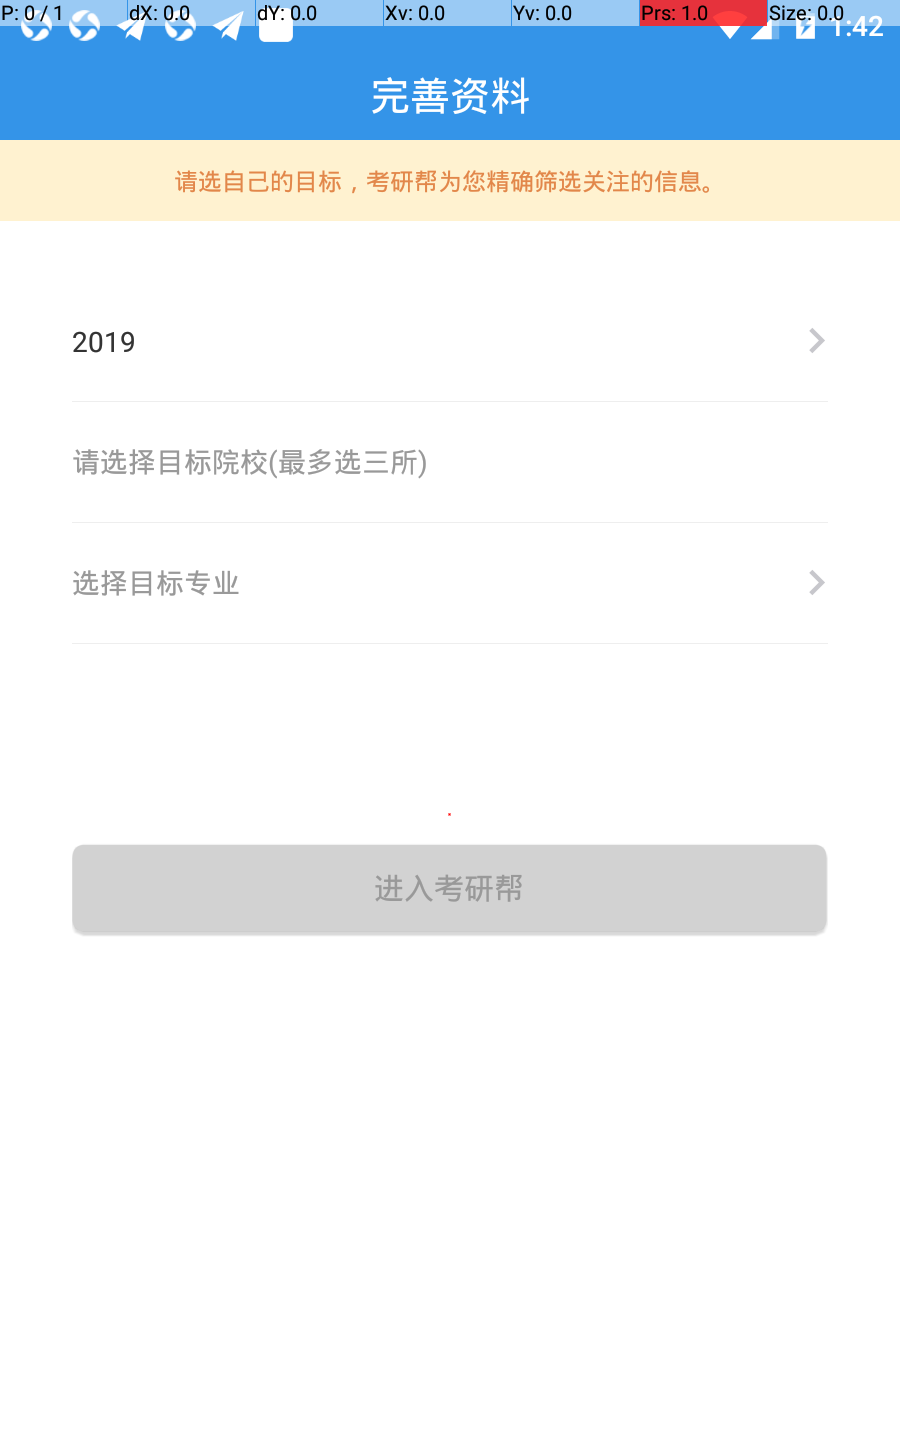 P: 0 / 1 dX: 0.0 dY: 0.0 Xv: 0.0 Yv: 0.0 Prs: 1.0 Size: 0.0
1:42
完善资料
请选自己的目标，考研帮为您精确筛选关注的信息。
2019
请选择目标院校(最多选三所)
选择目标专业
进入考研帮